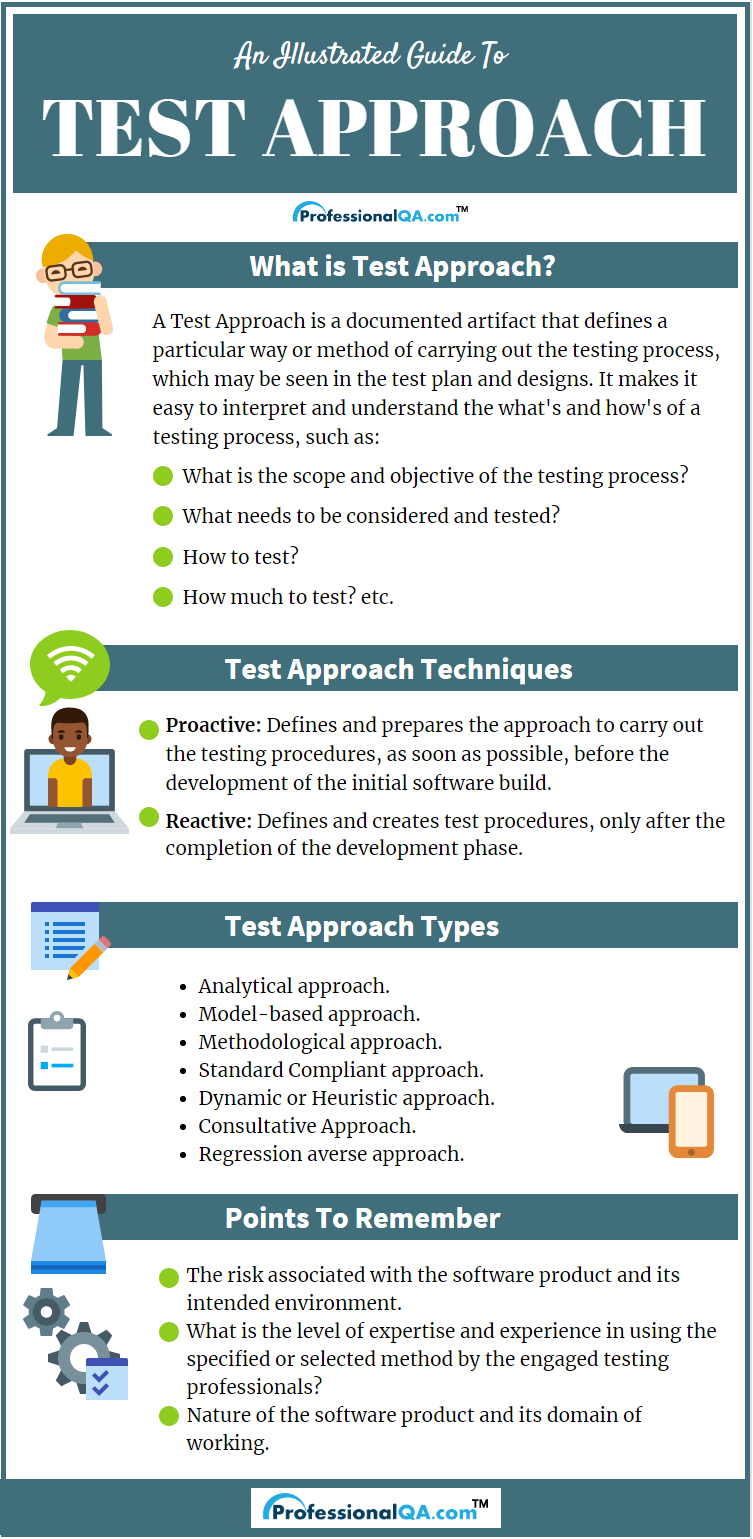 An Illustrated Guide To
TEST APPROACH
ProfessionalQA.com™
What is Test Approach?
A Test Approach is a documented artifact that defines a
particular way or method of carrying out the testing process,
which may be seen in the test plan and designs. It makes it
easy to interpret and understand the what's and how's of a
testing process, such as:
What is the scope and objective of the testing process?
What needs to be considered and tested?
How to test?
How much to test? etc.
Test Approach Techniques
Proactive: Defines and prepares the approach to carry out
the testing procedures, as soon as possible, before the
development of the initial software build.
Reactive: Defines and creates test procedures, only after the
completion of the development phase.
Test Approach Types
• Analytical approach.
• Model-based approach.
• Methodological approach.
• Standard Compliant approach.
• Dynamic or Heuristic approach.
• Consultative Approach.
• Regression averse approach.
Points To Remember
The risk associated with the software product and its
intended environment.
What is the level of expertise and experience in using the
specified or selected method by the engaged testing
professionals?
Nature of the software product and its domain of
working.
ProfessionalQA.com™